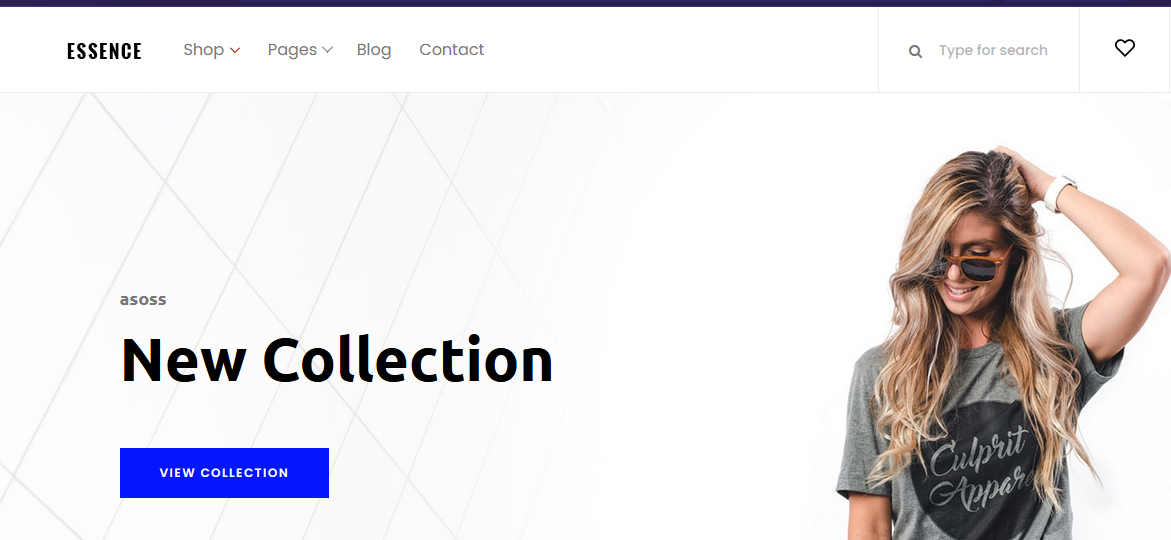 ESSENCE Shop Pages Blog Contact Type for search
asoss
New Collection
VIEW COLLECTION
Culprit
Apparel